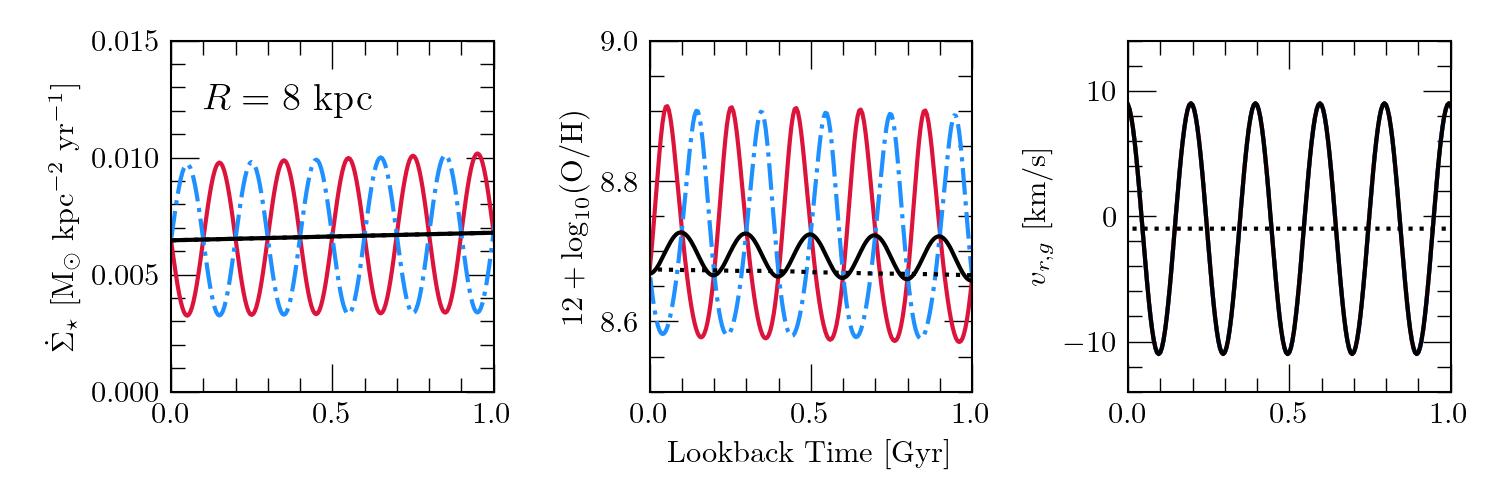 0.015
0.010
0.005
0.000
Σ̇⋆ [M⊙ kpc⁻² yr⁻¹]
R = 8 kpc
0.0 0.5 1.0
9.0
8.8
8.6
12 + log₁₀(O/H)
0.0 0.5 1.0
Lookback Time [Gyr]
10
0
−10
v_{r,g} [km/s]
0.0 0.5 1.0